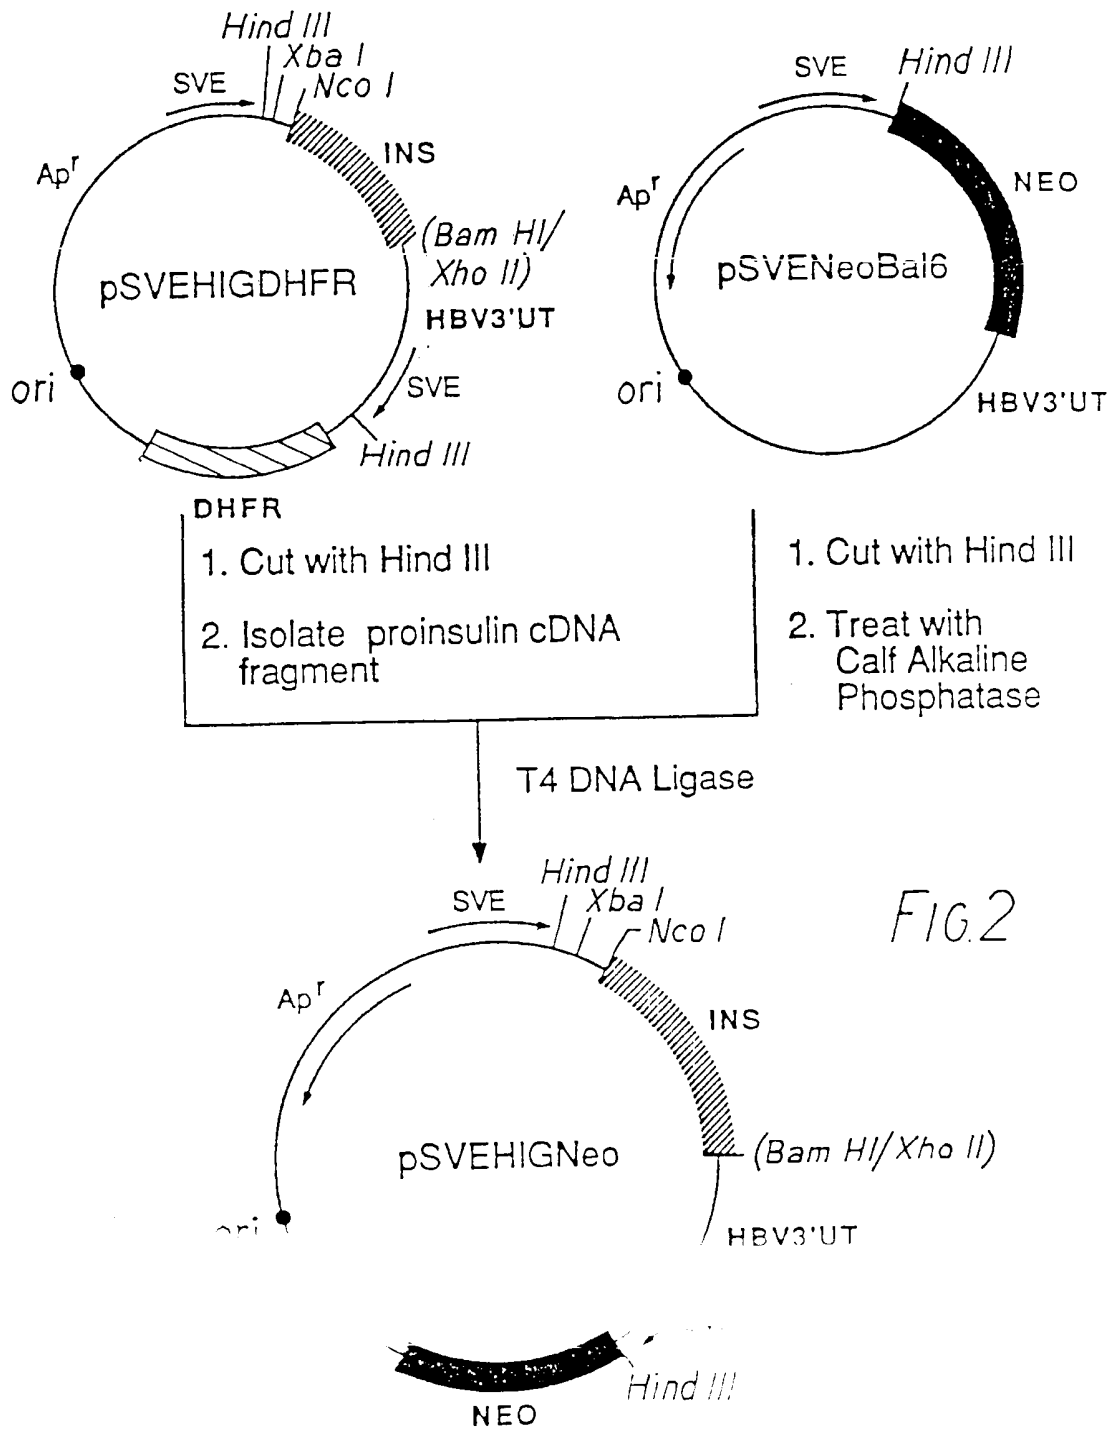 Hind III
Xba I
SVE
Nco I
INS
Ap^r
(Bam HI/
Xho II)
pSVEHIGDHFR
HBV3'UT
SVE
ori
Hind III
DHFR
SVE
Hind III
NEO
Ap^r
pSVENeoBal6
ori
HBV3'UT
1. Cut with Hind III
2. Isolate proinsulin cDNA
fragment
1. Cut with Hind III
2. Treat with
Calf Alkaline
Phosphatase
T4 DNA Ligase
Hind III
SVE
Xba I
Nco I
FIG.2
Ap^r
INS
pSVEHIGNeo
(Bam HI/Xho II)
ori
HBV3'UT
Hind III
NEO